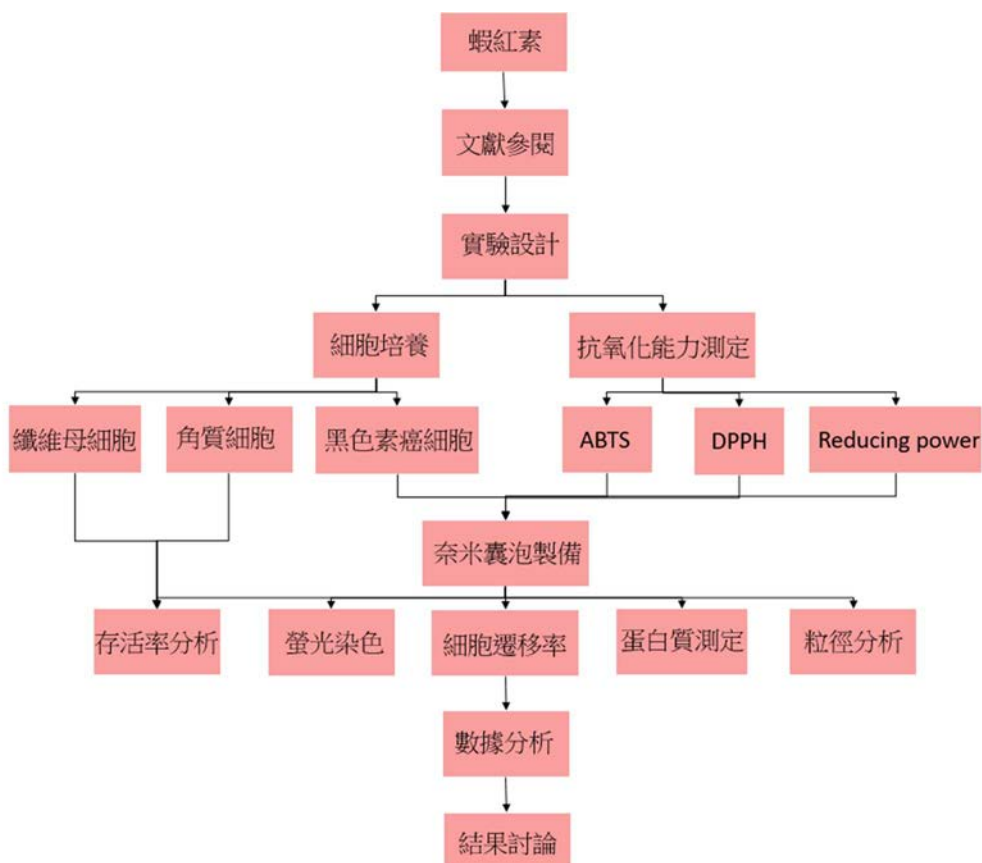 蝦紅素
文獻參閱
實驗設計
細胞培養
抗氧化能力測定
纖維母細胞
角質細胞
黑色素癌細胞
ABTS
DPPH
Reducing power
奈米囊泡製備
存活率分析
螢光染色
細胞遷移率
蛋白質測定
粒徑分析
數據分析
結果討論